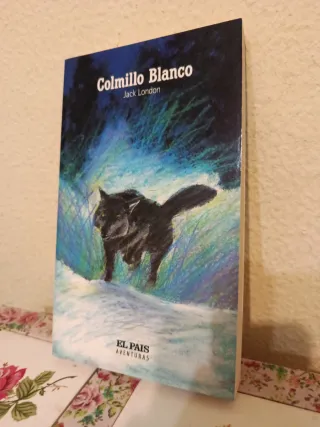 Colmillo Blanco
Jack London
EL PAIS
AVENTURAS